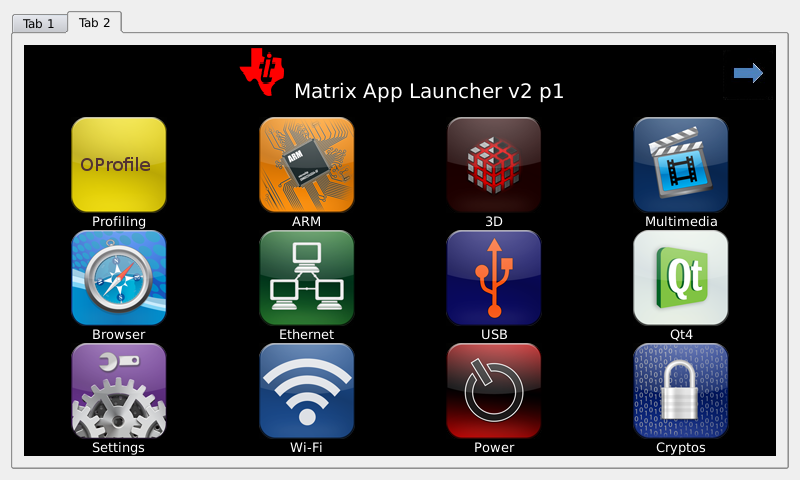 Tab 1
Tab 2
Matrix App Launcher v2 p1
OProfile
ARM
Profiling
ARM
3D
Multimedia
Qt
Browser
Ethernet
USB
Qt4
Settings
Wi-Fi
Power
Cryptos